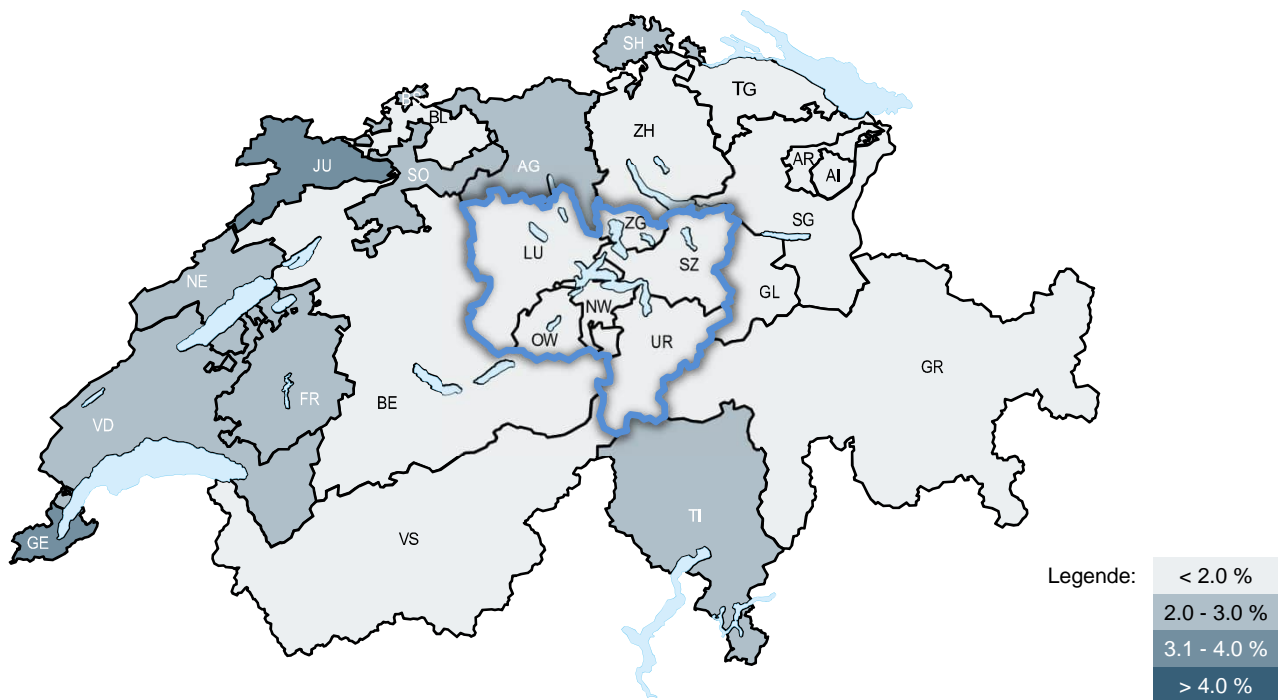 SH
TG
BL
ZH
JU
SO
AG
AR
AI
SG
ZG
LU
SZ
NE
GL
NW
OW
UR
GR
FR
BE
VD
TI
GE
VS
Legende:
< 2.0 %
2.0 - 3.0 %
3.1 - 4.0 %
> 4.0 %